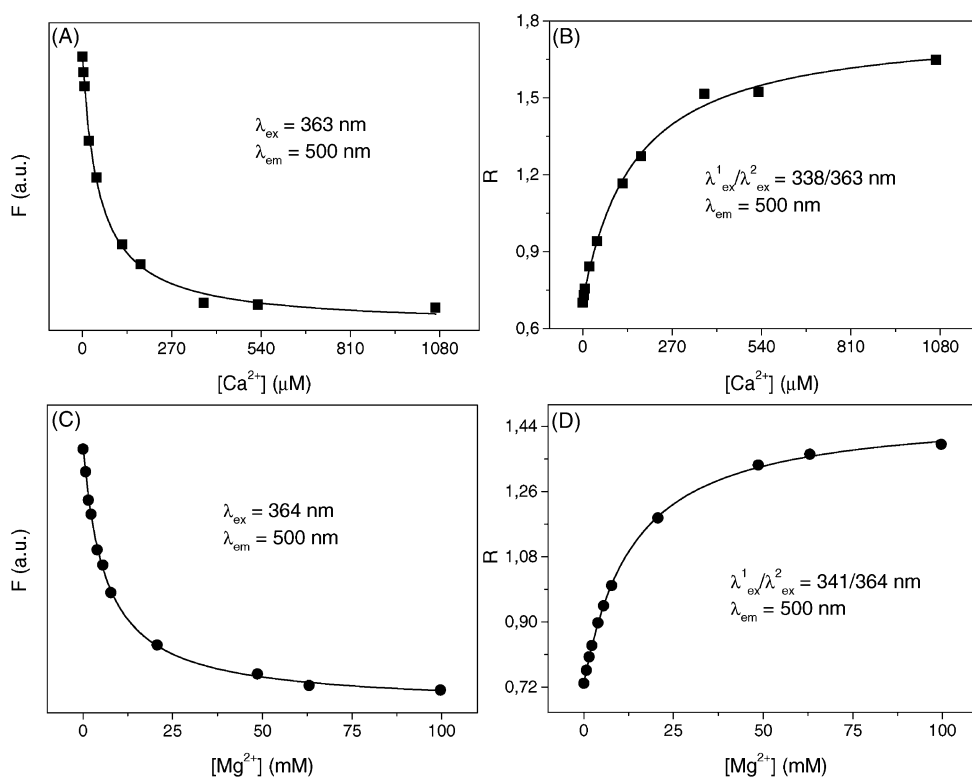 (A)
λex = 363 nm
λem = 500 nm
F (a.u.)
0 270 540 810 1080
[Ca2+] (μM)
(B)
1,8
1,5
1,2
0,9
0,6
R
λ1ex/λ2ex = 338/363 nm
λem = 500 nm
0 270 540 810 1080
[Ca2+] (μM)
(C)
λex = 364 nm
λem = 500 nm
F (a.u.)
0 25 50 75 100
[Mg2+] (mM)
(D)
1,44
1,26
1,08
0,90
0,72
R
λ1ex/λ2ex = 341/364 nm
λem = 500 nm
0 25 50 75 100
[Mg2+] (mM)